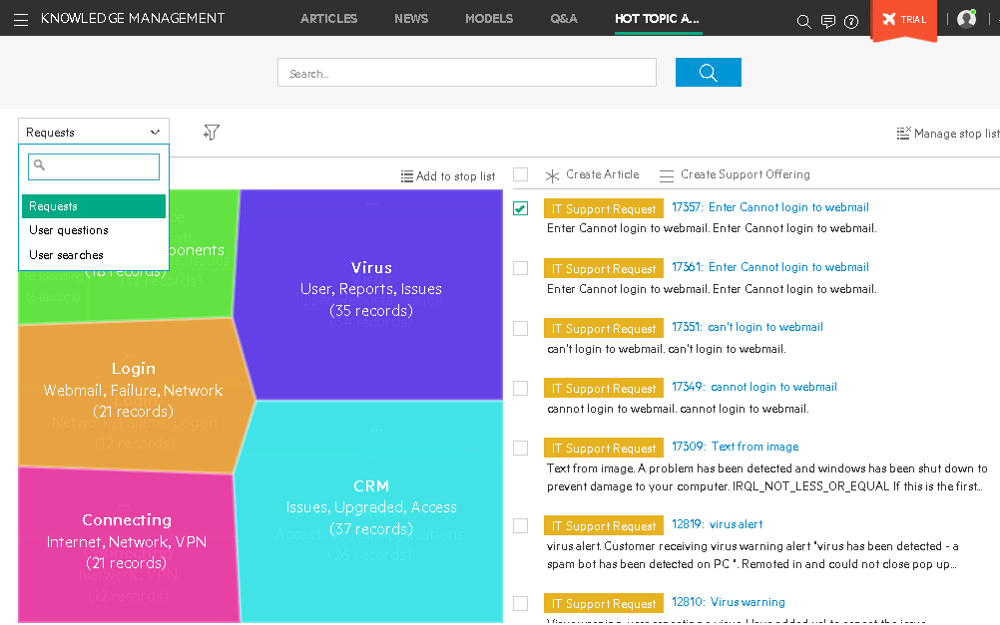 KNOWLEDGE MANAGEMENT
ARTICLES
NEWS
MODELS
Q&A
HOT TOPIC A...
TRIAL
Search...
Requests
Manage stop list
Requests
User questions
User searches
Add to stop list
Create Article
Create Support Offering
(18 records)
Virus
User, Reports, Issues
(35 records)
Login
Webmail, Failure, Network
(21 records)
Network, Failure, Logon
(12 records)
Connecting
Internet, Network, VPN
(21 records)
(12 records)
CRM
Issues, Upgraded, Access
(37 records)
IT Support Request 17357: Enter Cannot login to webmail
Enter Cannot login to webmail. Enter Cannot login to webmail.
IT Support Request 17361: Enter Cannot login to webmail
Enter Cannot login to webmail. Enter Cannot login to webmail.
IT Support Request 17351: can't login to webmail
can't login to webmail. can't login to webmail.
IT Support Request 17349: cannot login to webmail
cannot login to webmail. cannot login to webmail.
IT Support Request 17309: Text from image
Text from image. A problem has been detected and windows has been shut down to
prevent damage to your computer. IRQL_NOT_LESS_OR_EQUAL If this is the first...
IT Support Request 12819: virus alert
virus alert. Customer receiving virus warning alert "virus has been detected - a
spam bot has been detected on PC ". Remoted in and could not close pop up...
IT Support Request 12810: Virus warning